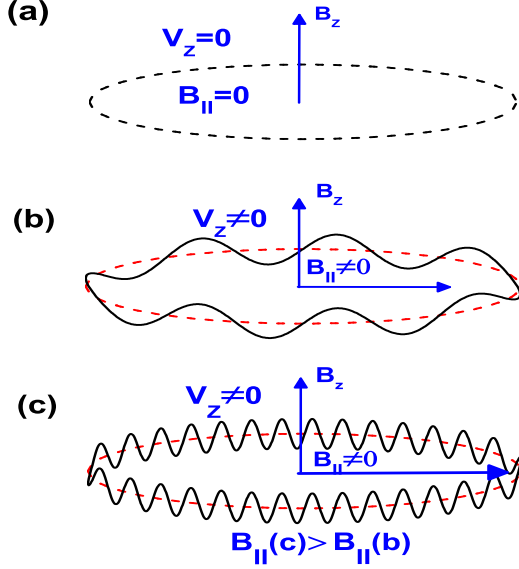 (a)
B_z
V_z=0
B_II=0
(b)
B_z
V_z≠0
B_II≠0
(c)
B_z
V_z≠0
B_II≠0
B_II(c)> B_II(b)